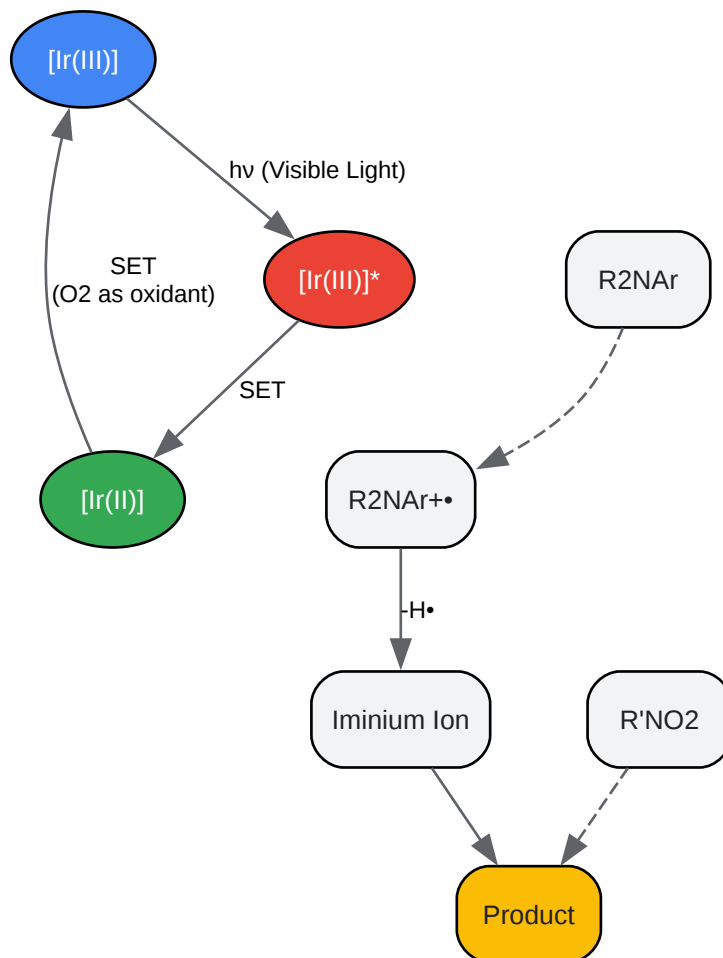 [Ir(III)]
hν (Visible Light)
SET
(O2 as oxidant)
[Ir(III)]*
R2NAr
SET
[Ir(II)]
R2NAr+•
-H•
Iminium Ion
R'NO2
Product